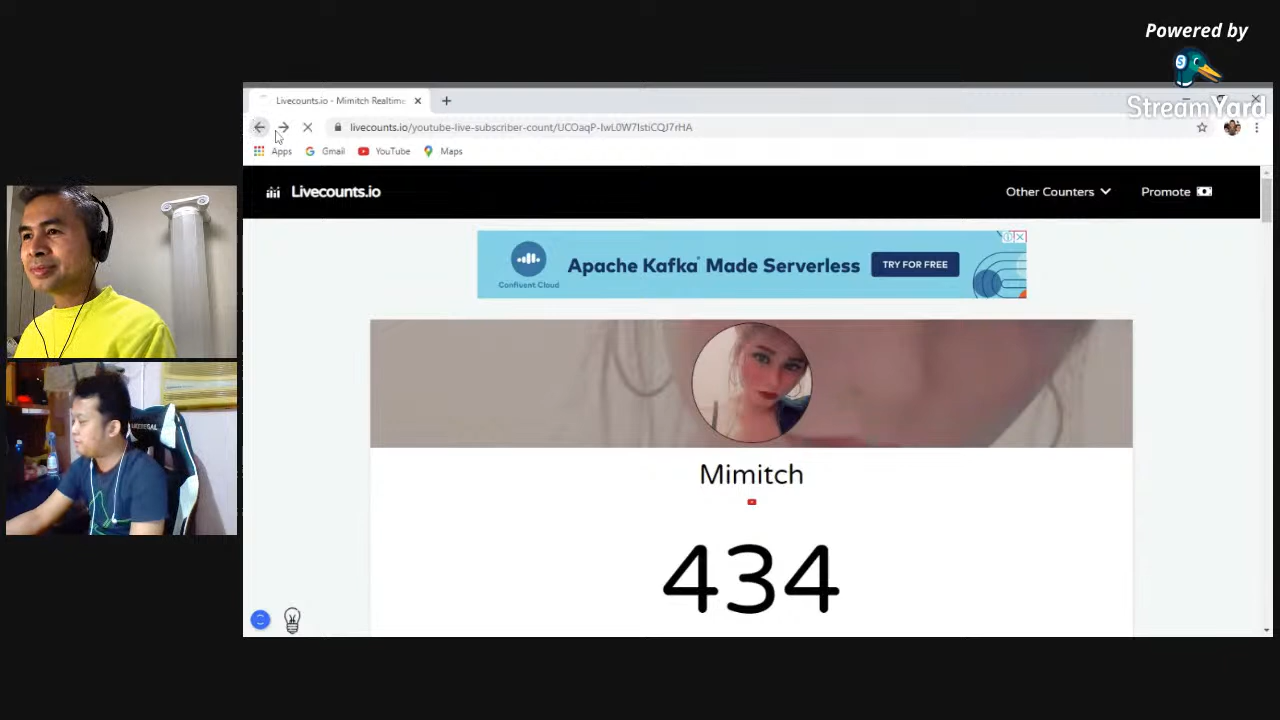 Powered by
S
StreamYard
Livecounts.io - Mimitch Realtime
livecounts.io/youtube-live-subscriber-count/UCOaqP-IwL0W7IstiCQJ7rHA
Apps Gmail YouTube Maps
Livecounts.io Other Counters Promote
Confluent Cloud
Apache Kafka® Made Serverless
TRY FOR FREE
Mimitch
434